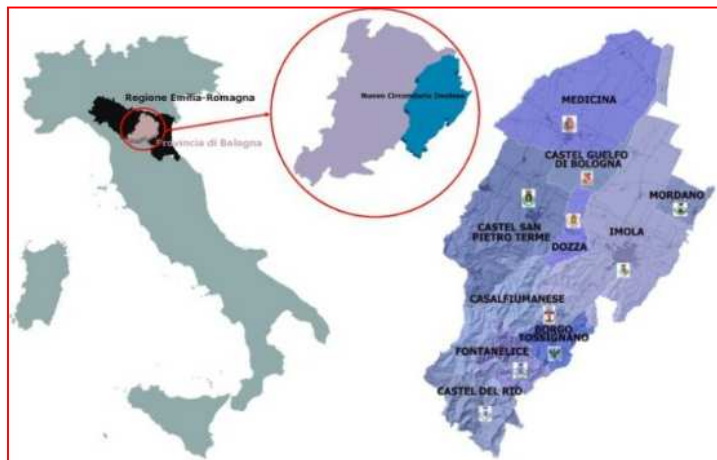 Regione Emilia-Romagna
Provincia di Bologna
Nuovo Circondario Imolese
MEDICINA
CASTEL GUELFO
DI BOLOGNA
MORDANO
CASTEL SAN
PIETRO TERME
IMOLA
DOZZA
CASALFIUMANESE
BORGO
TOSSIGNANO
FONTANELICE
CASTEL DEL RIO